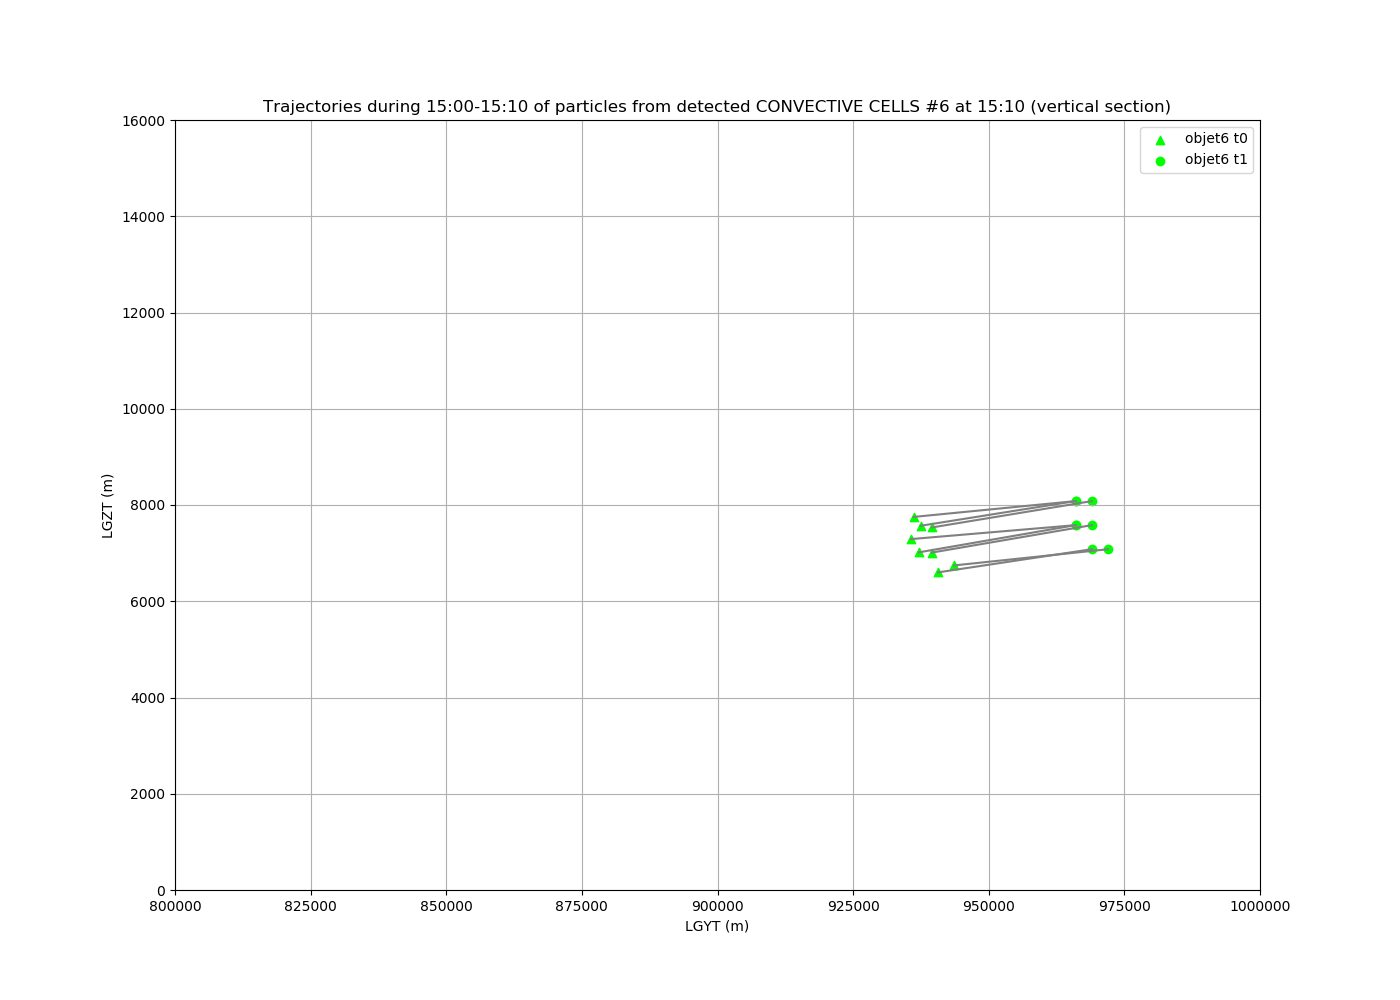 Trajectories during 15:00-15:10 of particles from detected CONVECTIVE CELLS #6 at 15:10 (vertical section)
objet6 t0
objet6 t1
16000
14000
12000
10000
8000
6000
4000
2000
0
LGZT (m)
800000 825000 850000 875000 900000 925000 950000 975000 1000000
LGYT (m)